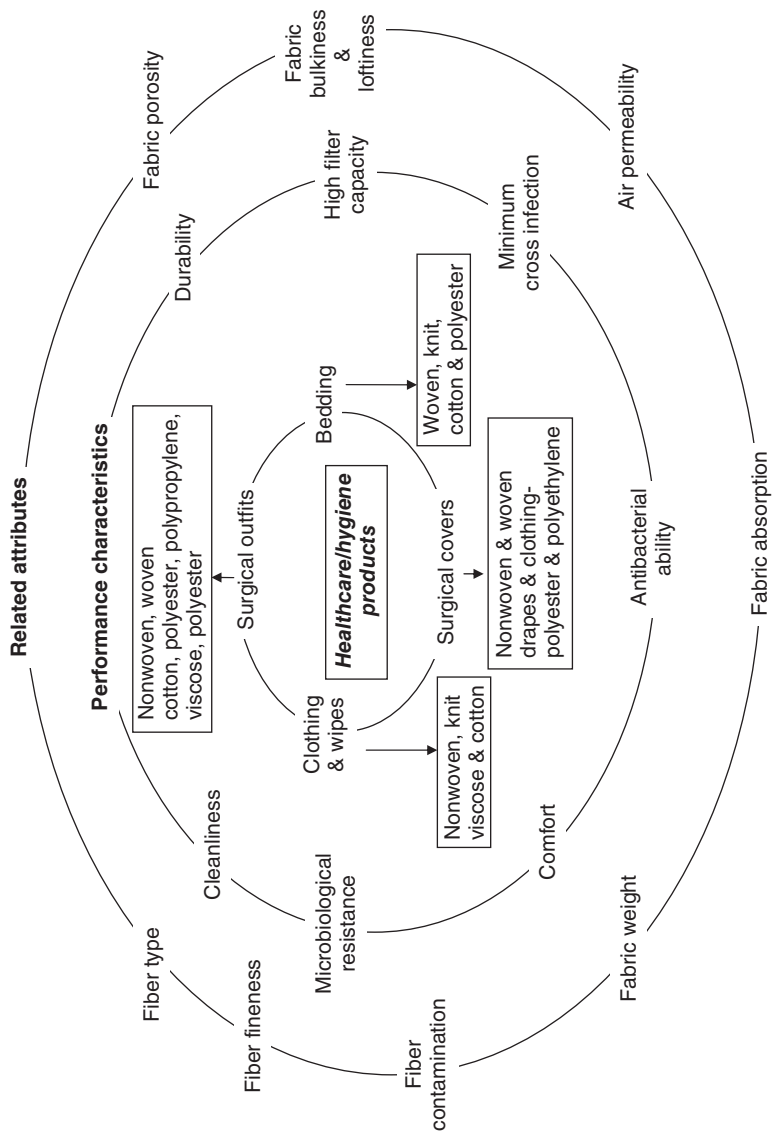 Related attributes
Fabric porosity
Fabric
bulkiness
&
loftiness
Air permeability
Fabric absorption
Fabric weight
Fiber
contamination
Fiber fineness
Fiber type
Performance characteristics
Durability
High filter
capacity
Minimum
cross infection
Antibacterial
ability
Comfort
Microbiological
resistance
Cleanliness
Nonwoven, woven
cotton, polyester, polypropylene,
viscose, polyester
Surgical outfits
Bedding
Woven, knit,
cotton & polyester
Healthcare/hygiene
products
Surgical covers
Nonwoven & woven
drapes & clothing-
polyester & polyethylene
Clothing
& wipes
Nonwoven, knit
viscose & cotton